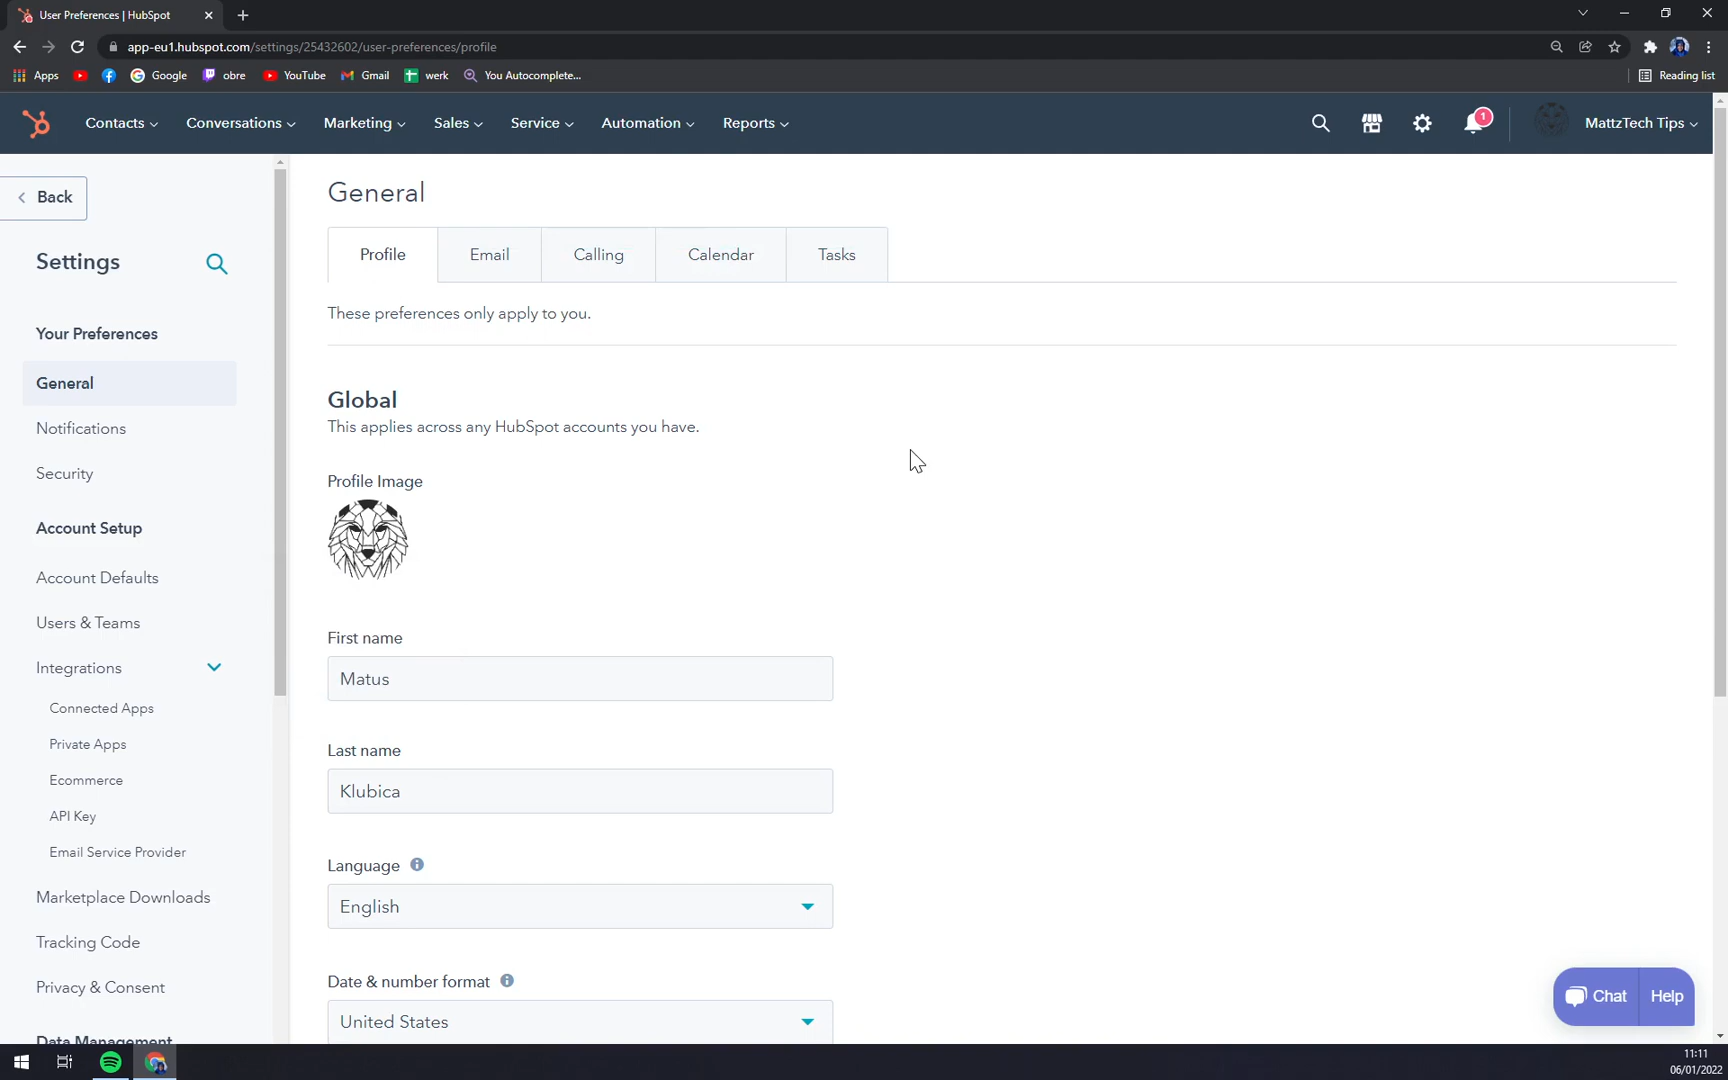 User Preferences | HubSpot
app-eu1.hubspot.com/settings/25432602/user-preferences/profile
Apps Google obre YouTube Gmail werk You Autocomplete... Reading list
Contacts Conversations Marketing Sales Service Automation Reports 1 MattzTech Tips
Back
Settings
Your Preferences
General
Notifications
Security
Account Setup
Account Defaults
Users & Teams
Integrations
Connected Apps
Private Apps
Ecommerce
API Key
Email Service Provider
Marketplace Downloads
Tracking Code
Privacy & Consent
Data Management
General
Profile Email Calling Calendar Tasks
These preferences only apply to you.
Global
This applies across any HubSpot accounts you have.
Profile Image
First name
Matus
Last name
Klubica
Language
English
Date & number format
United States
Chat Help
11:11
06/01/2022